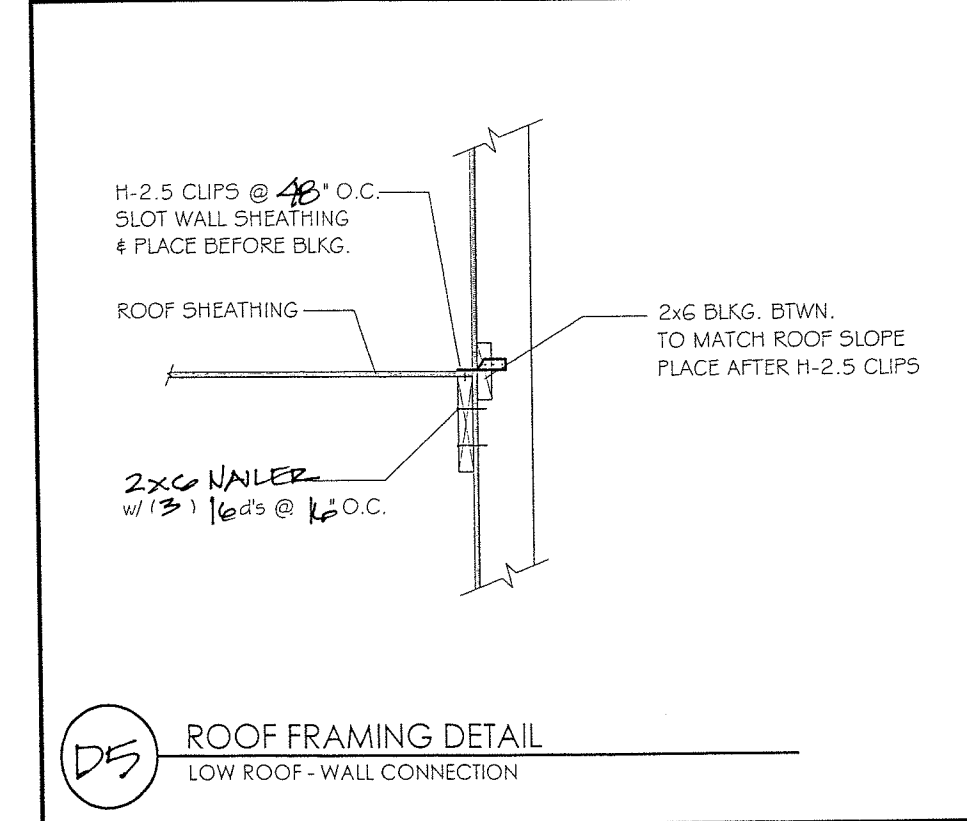 H-2.5 CLIPS @ 48" O.C.
SLOT WALL SHEATHING
& PLACE BEFORE BLKG.
ROOF SHEATHING
2x6 BLKG. BTWN.
TO MATCH ROOF SLOPE
PLACE AFTER H-2.5 CLIPS
2x6 NAILER
w/ (3) 16d's @ 16" O.C.
D5
ROOF FRAMING DETAIL
LOW ROOF - WALL CONNECTION